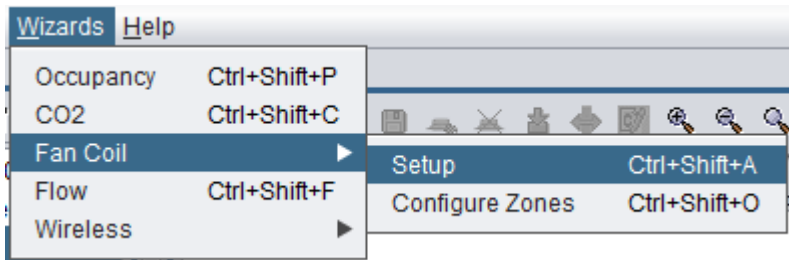 Wizards Help
Occupancy Ctrl+Shift+P
CO2 Ctrl+Shift+C
Fan Coil
Setup Ctrl+Shift+A
Flow Ctrl+Shift+F
Configure Zones Ctrl+Shift+O
Wireless